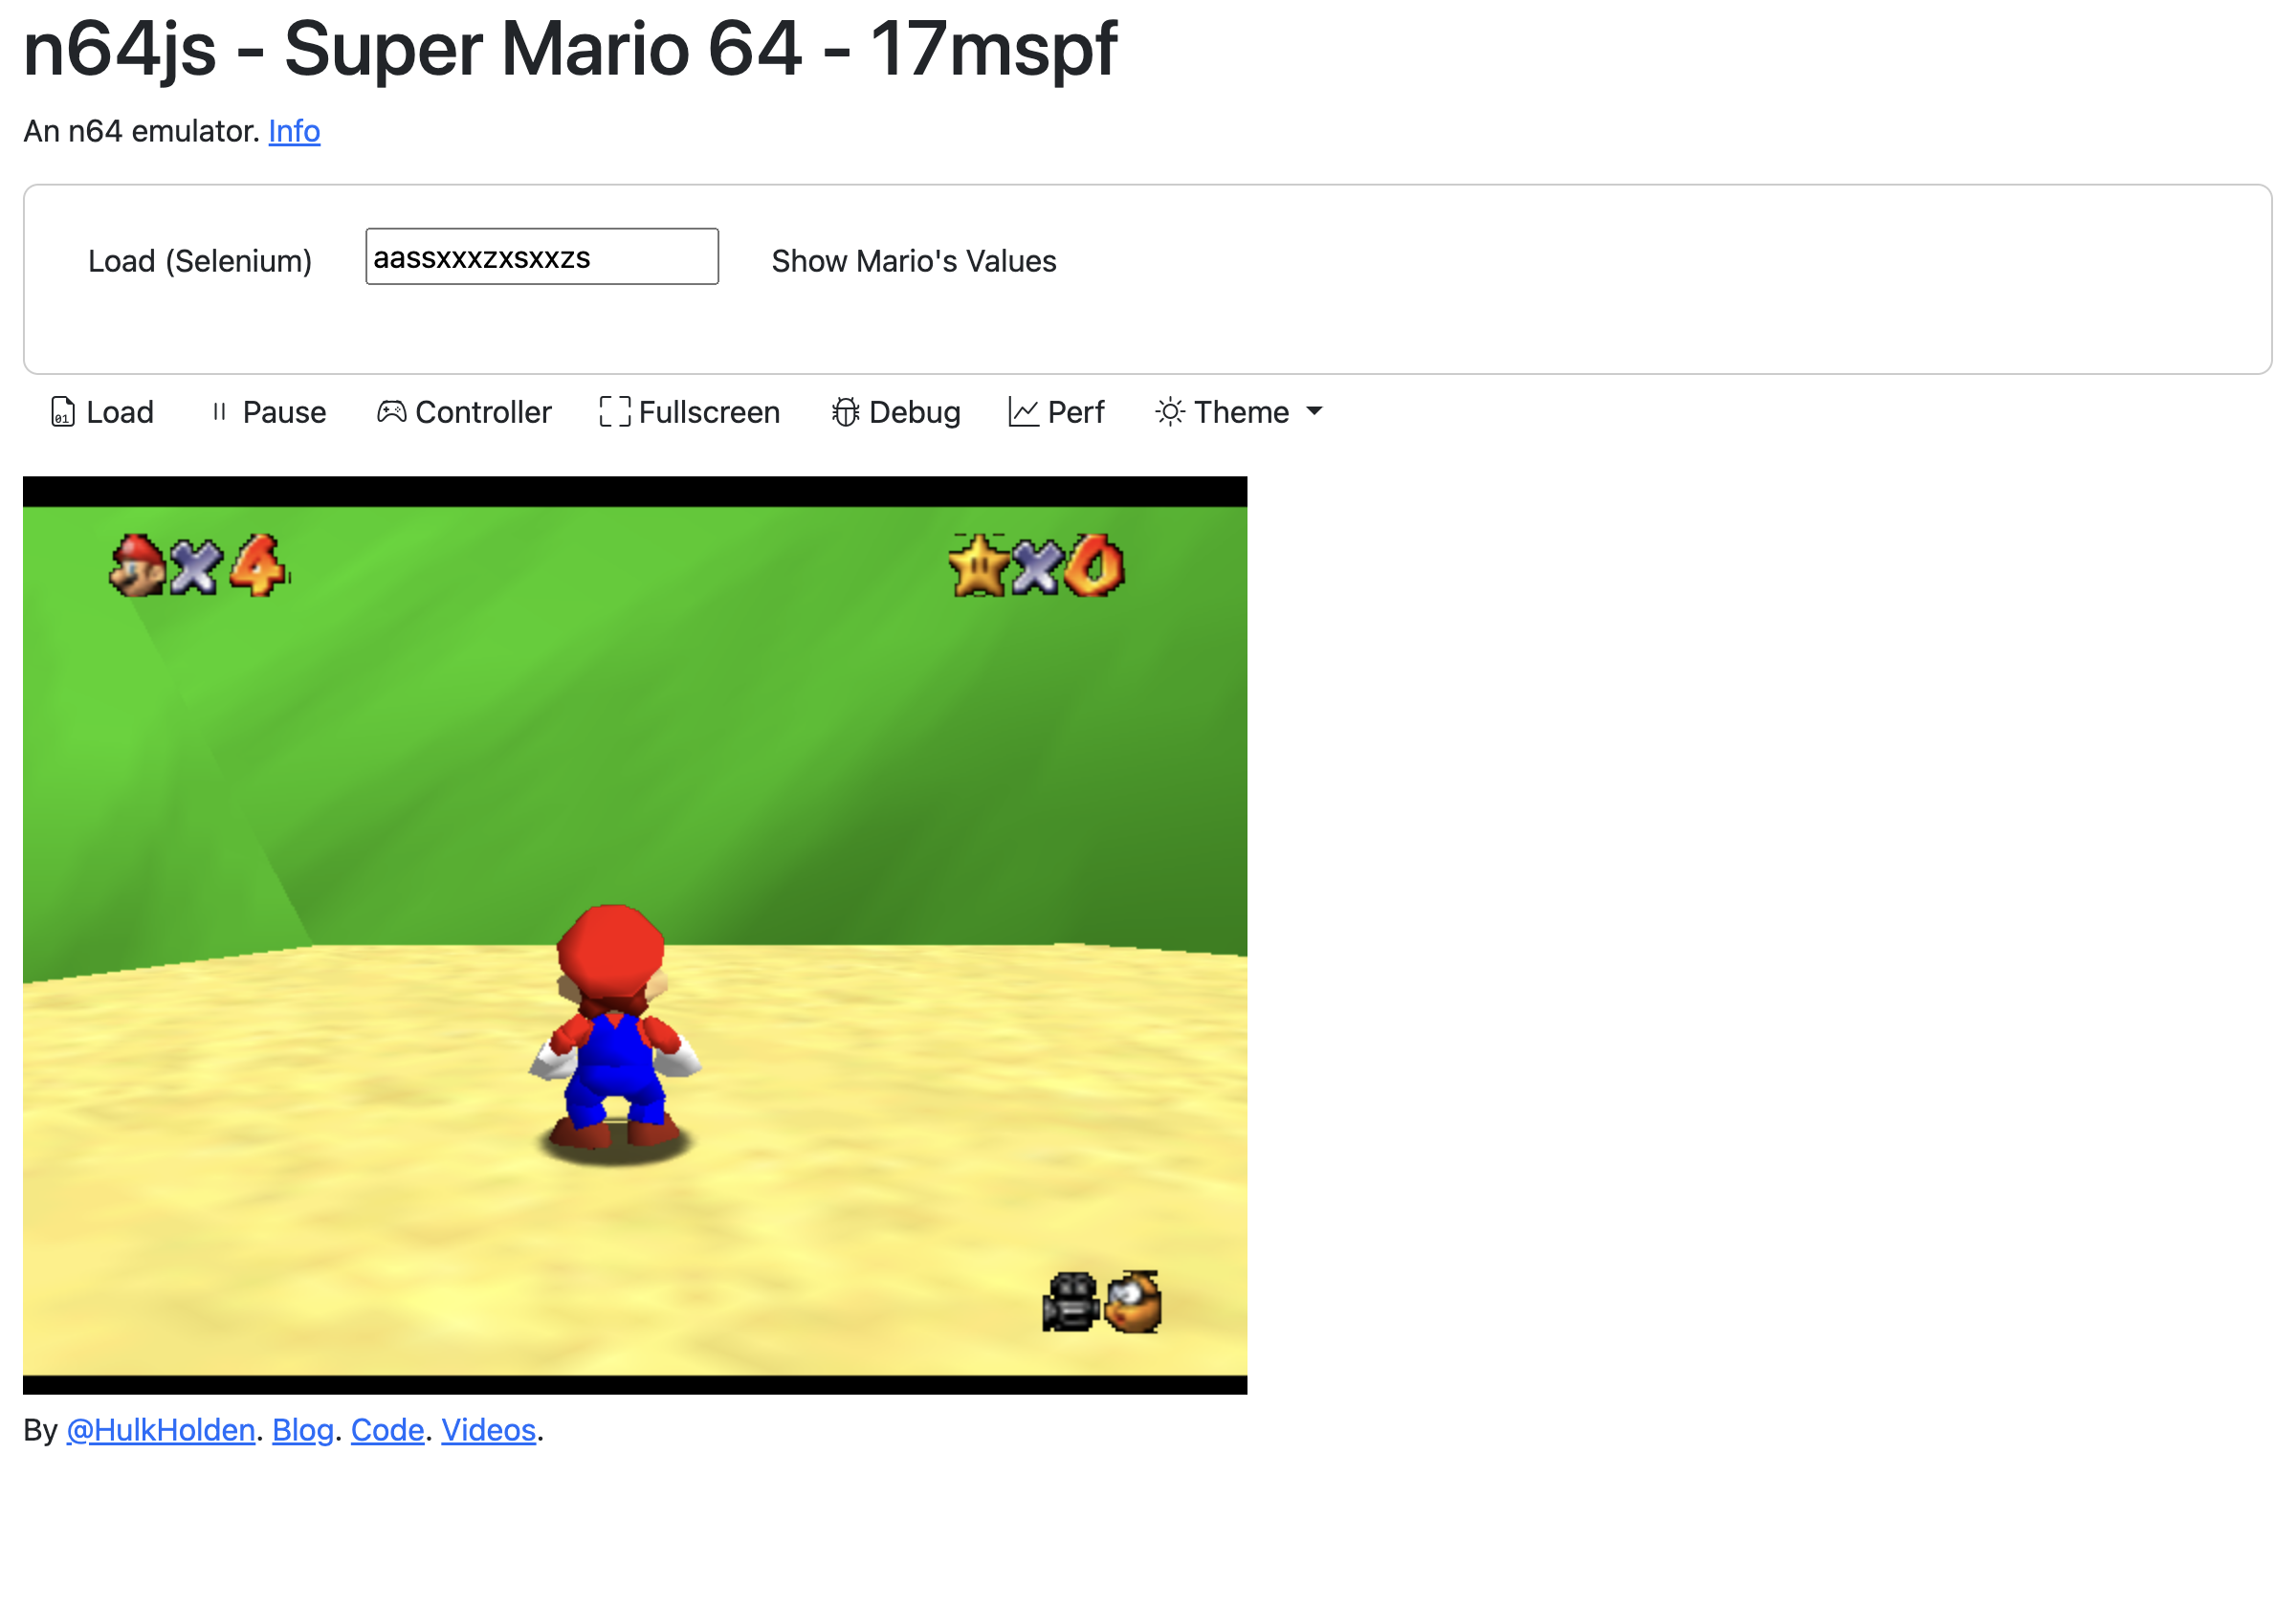 n64js - Super Mario 64 - 17mspf
An n64 emulator. Info
Load (Selenium) aassxxxzxsxxzs Show Mario's Values
01 Load Pause Controller Fullscreen Debug Perf Theme
×4 ×0
By @HulkHolden. Blog. Code. Videos.